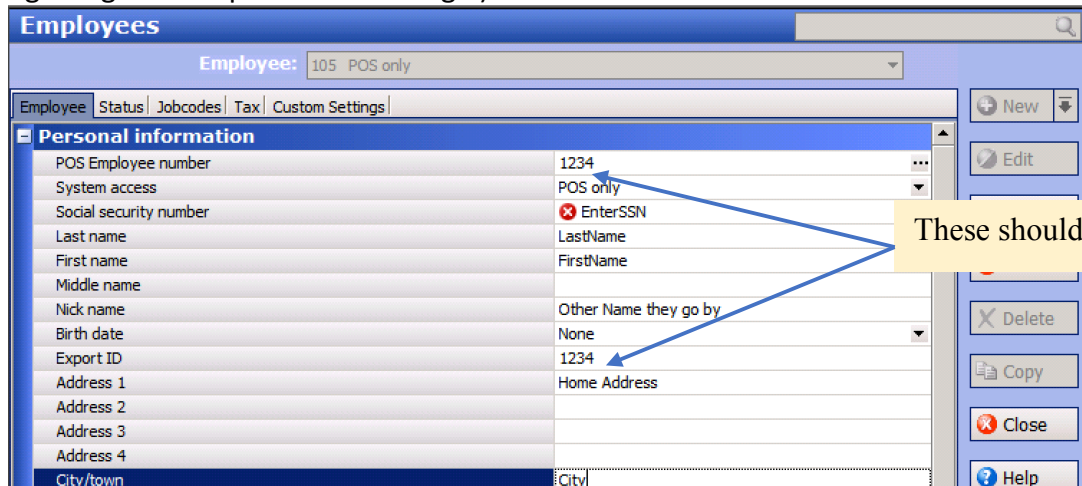 Employees
Employee: 105 POS only
Employee Status Jobcodes Tax Custom Settings
New
Personal information
POS Employee number 1234 ...
Edit
System access POS only
Social security number EnterSSN
These should
Last name LastName
First name FirstName
Middle name
Nick name Other Name they go by
Delete
Birth date None
Export ID 1234
Copy
Address 1 Home Address
Address 2
Address 3
Close
Address 4
City/town City
Help